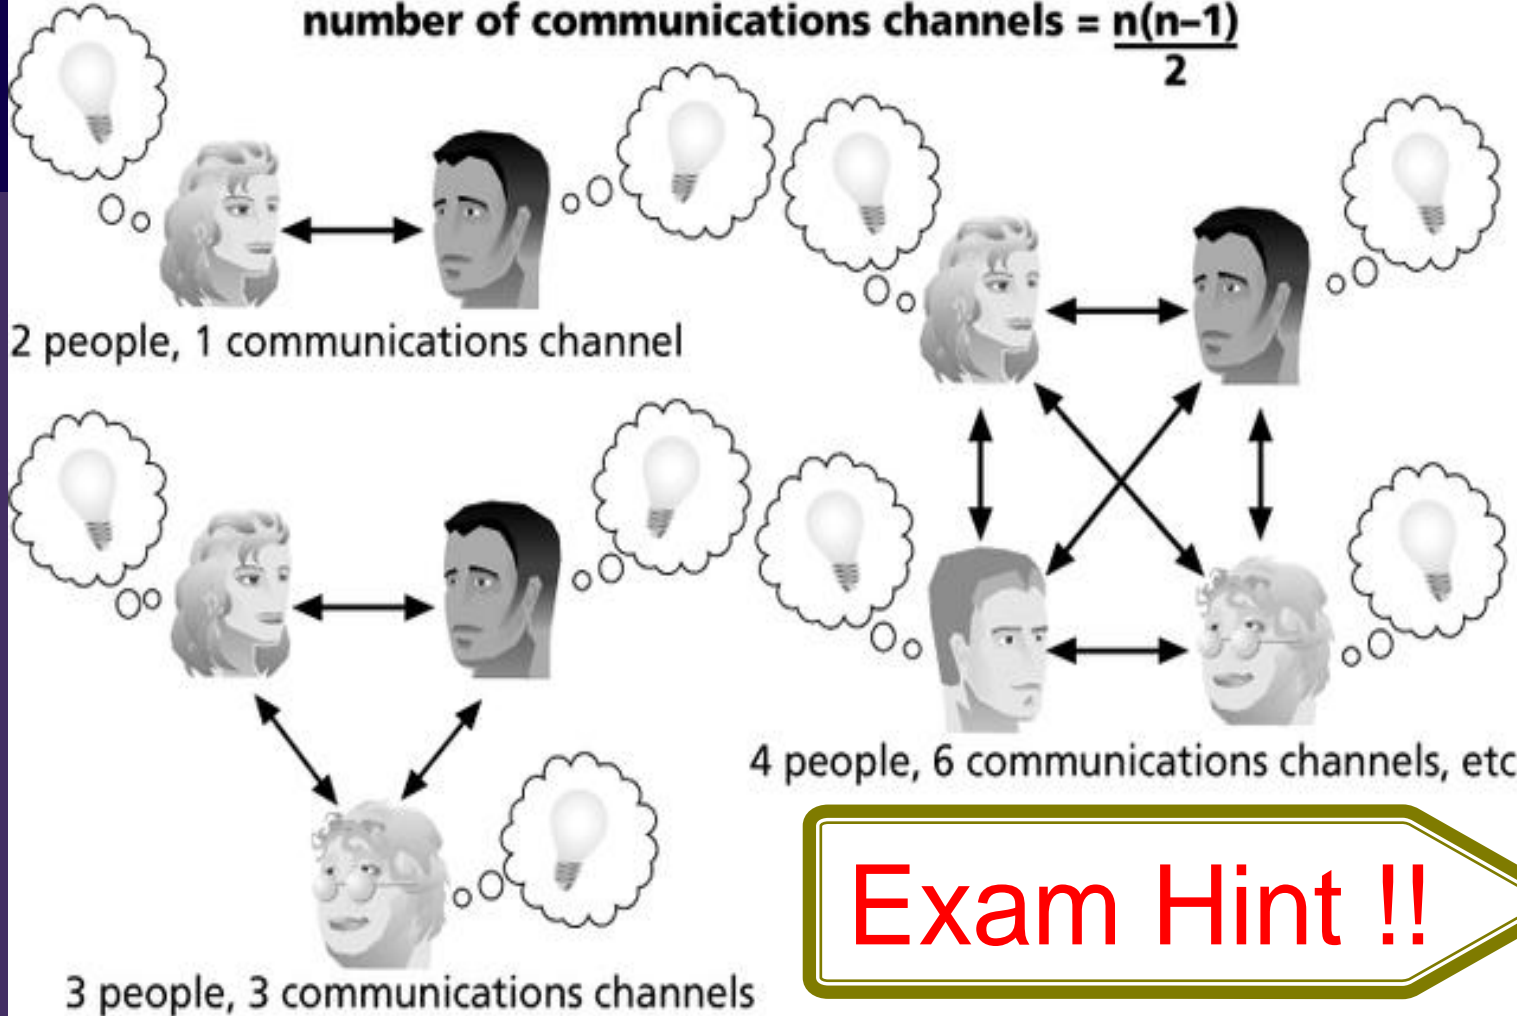 number of communications channels = n(n–1)
2
2 people, 1 communications channel
4 people, 6 communications channels, etc
3 people, 3 communications channels
Exam Hint !!